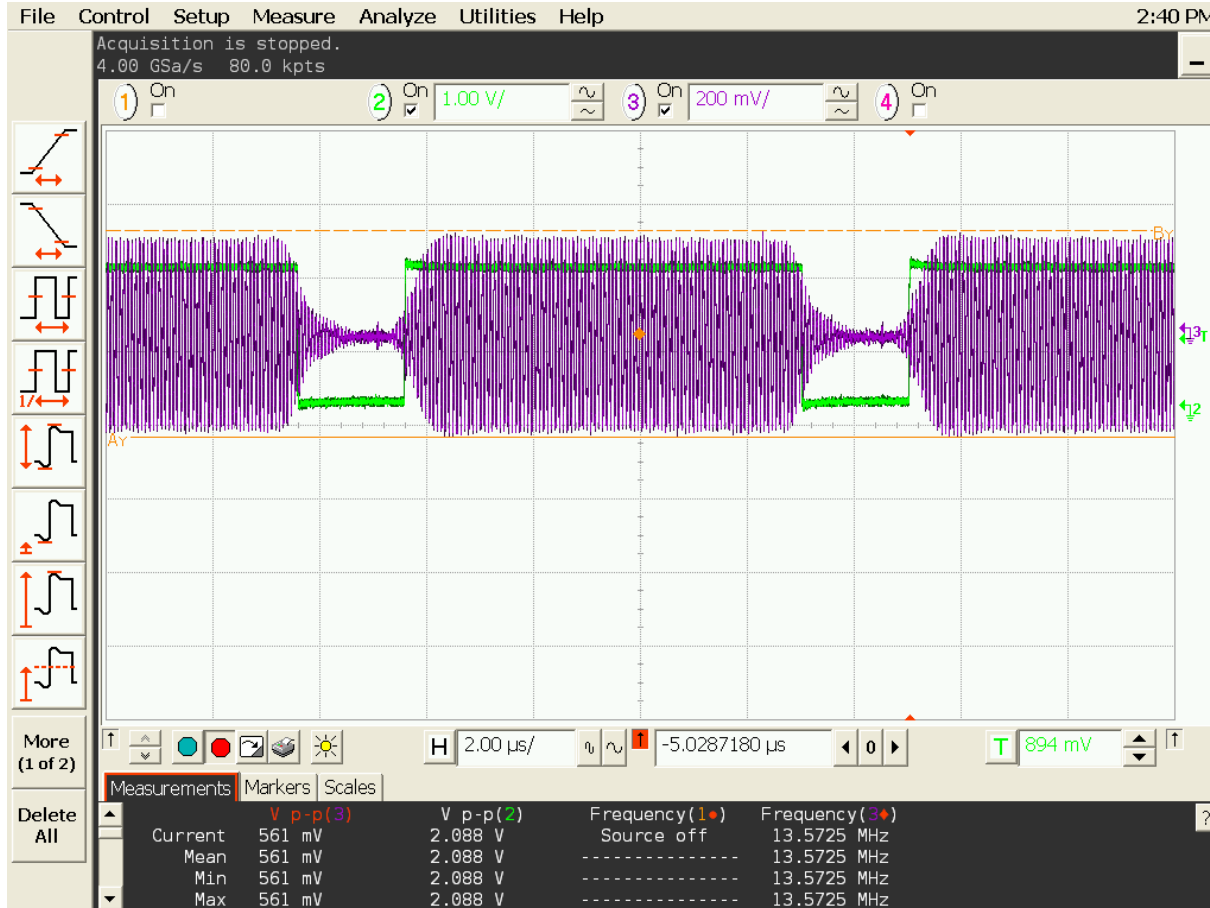 File Control Setup Measure Analyze Utilities Help 2:40 PM
Acquisition is stopped.
4.00 GSa/s 80.0 kpts
1 On 2 On 1.00 V/ 3 On 200 mV/ 4 On
By
3 T
2
Ay
1/
More
(1 of 2)
Delete
All
H 2.00 µs/ -5.0287180 µs 0 T 894 mV
Measurements Markers Scales
V p-p(3) V p-p(2) Frequency(1) Frequency(3)
Current 561 mV 2.088 V Source off 13.5725 MHz
Mean 561 mV 2.088 V --------------- 13.5725 MHz
Min 561 mV 2.088 V --------------- 13.5725 MHz
Max 561 mV 2.088 V --------------- 13.5725 MHz
?